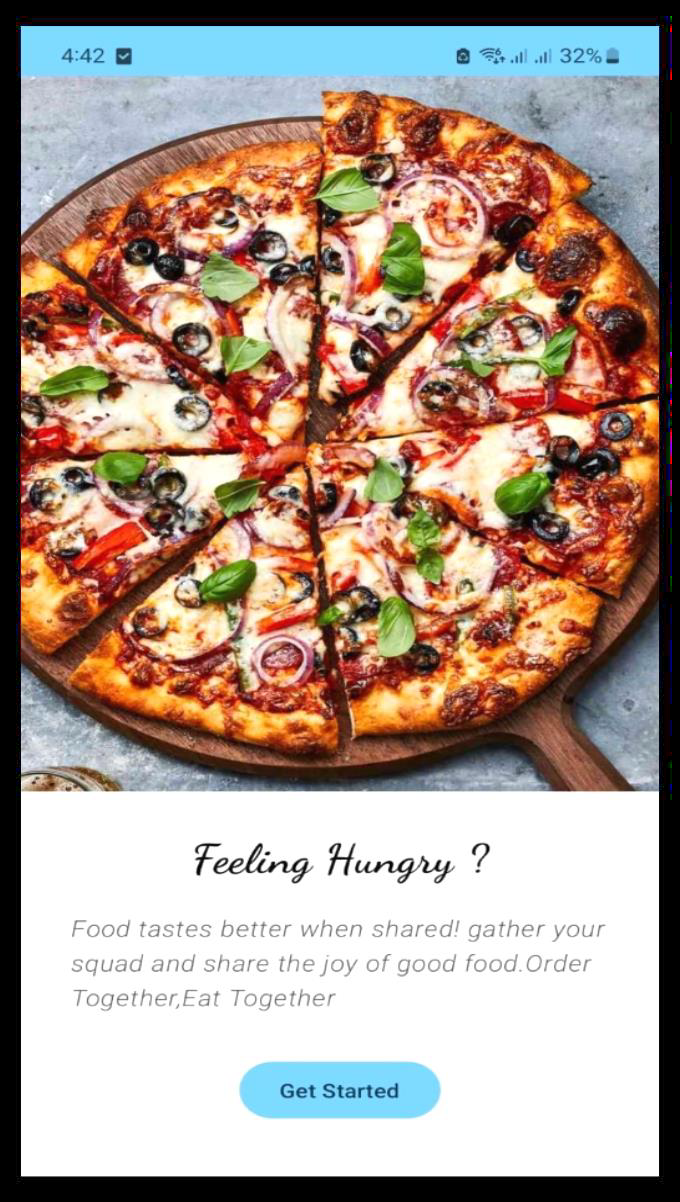 4:42 32%
Feeling Hungry ?
Food tastes better when shared! gather your
squad and share the joy of good food.Order
Together,Eat Together
Get Started